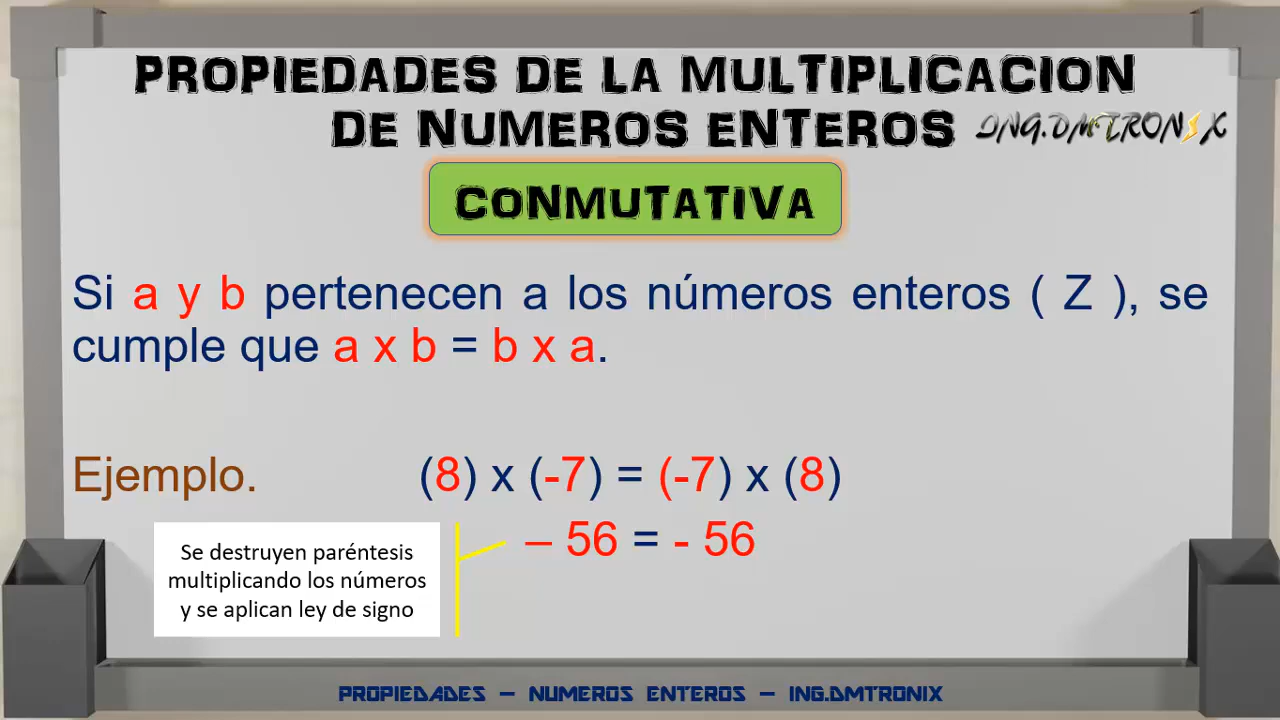 PROPIEDADES DE LA MULTIPLICACION
DE NUMEROS ENTEROS
ING.DMTRONIX
CONMUTATIVA
Si a y b pertenecen a los números enteros ( Z ), se
cumple que a x b = b x a.
Ejemplo. (8) x (-7) = (-7) x (8)
– 56 = - 56
Se destruyen paréntesis
multiplicando los números
y se aplican ley de signo
PROPIEDADES – NUMEROS ENTEROS – ING.DMTRONIX